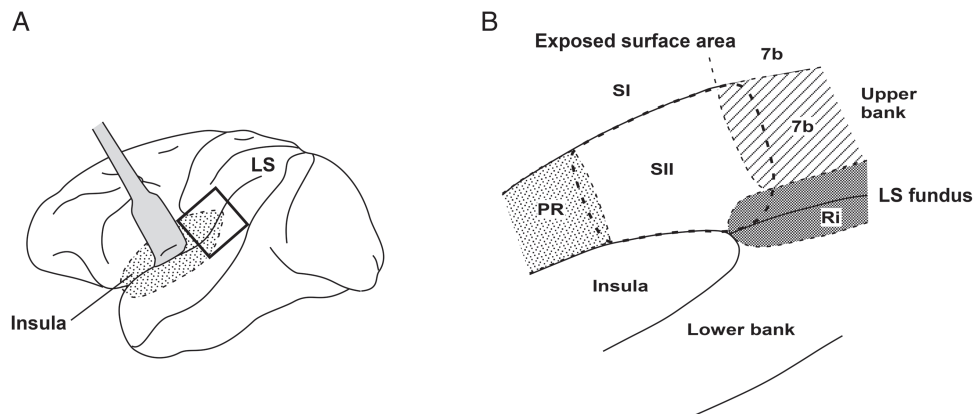 A
LS
Insula
B
Exposed surface area
7b
SI
Upper
bank
7b
SII
PR
LS fundus
Ri
Insula
Lower bank